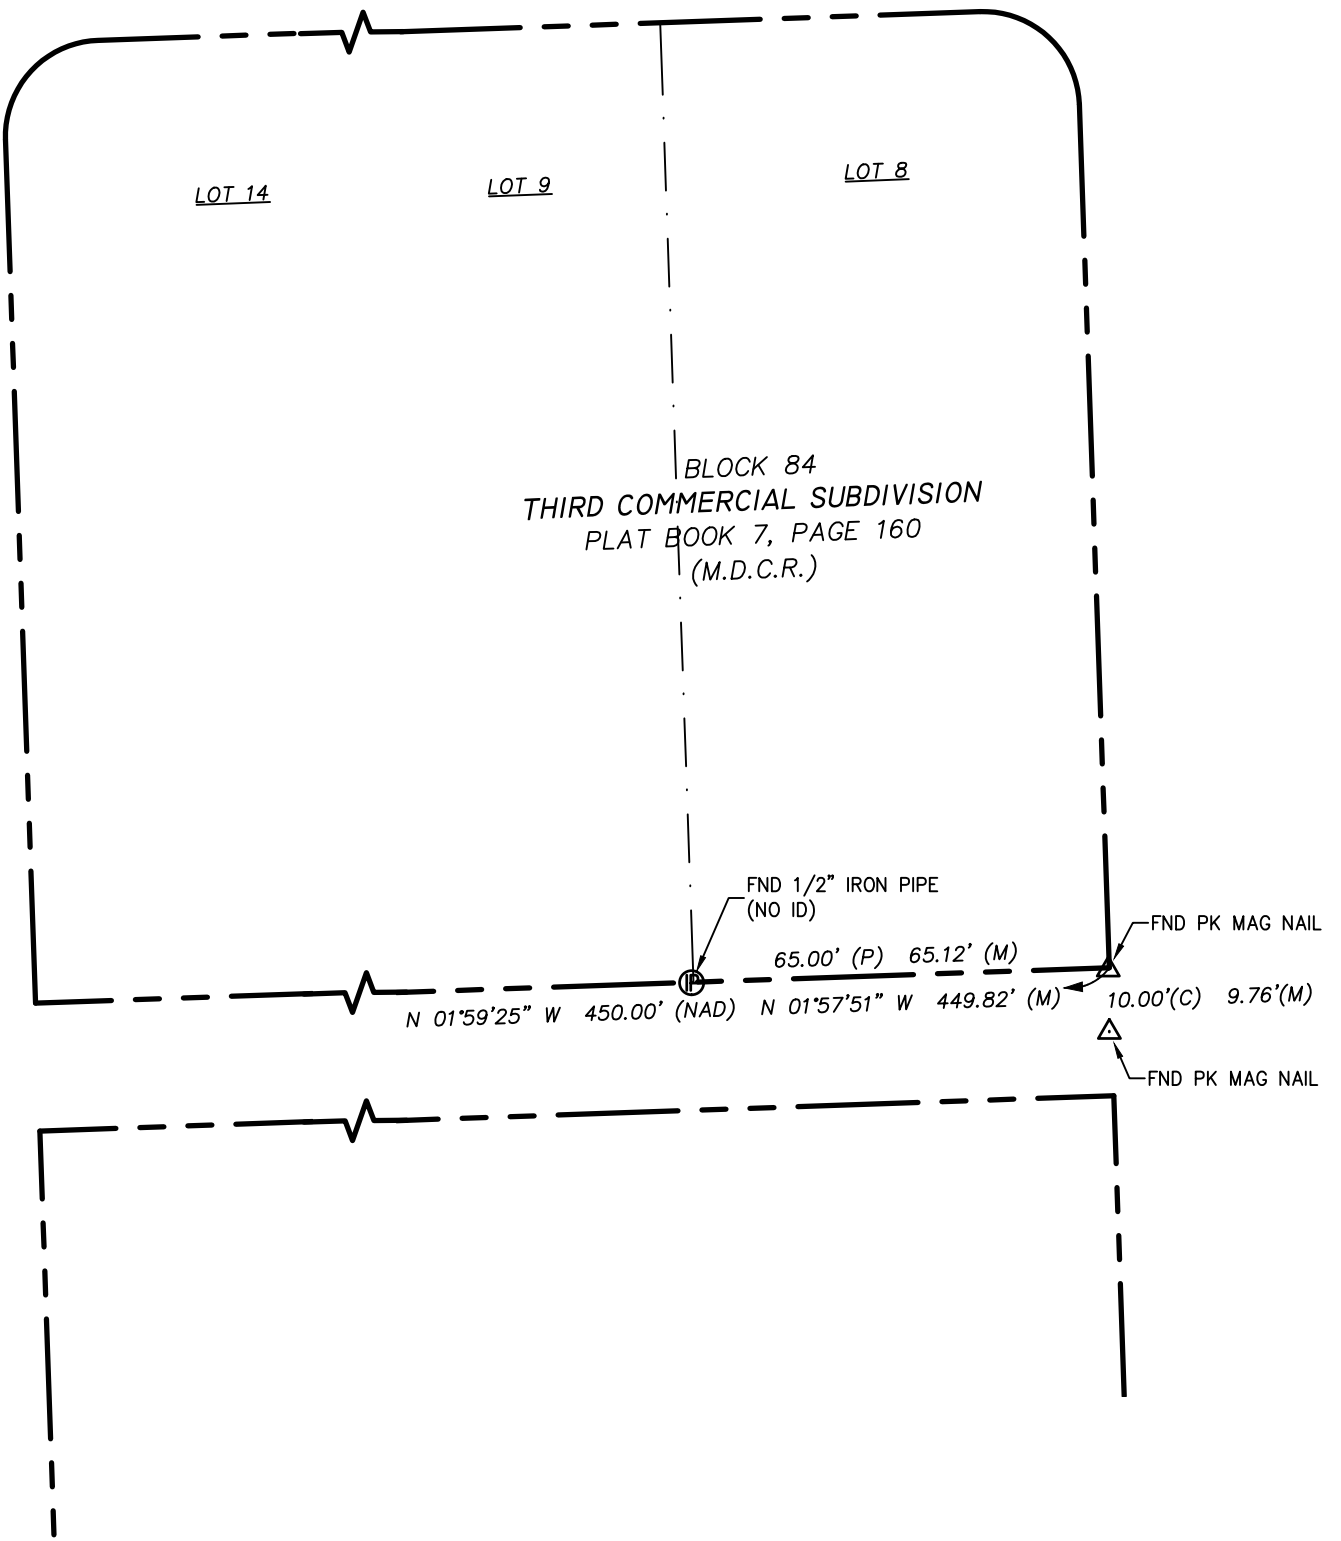 LOT 14
LOT 9
LOT 8
BLOCK 84
THIRD COMMERCIAL SUBDIVISION
PLAT BOOK 7, PAGE 160
(M.D.C.R.)
FND 1/2" IRON PIPE
(NO ID)
FND PK MAG NAIL
65.00' (P) 65.12' (M)
IP
N 01°59'25" W 450.00' (NAD) N 01°57'51" W 449.82' (M)
10.00'(C) 9.76'(M)
FND PK MAG NAIL